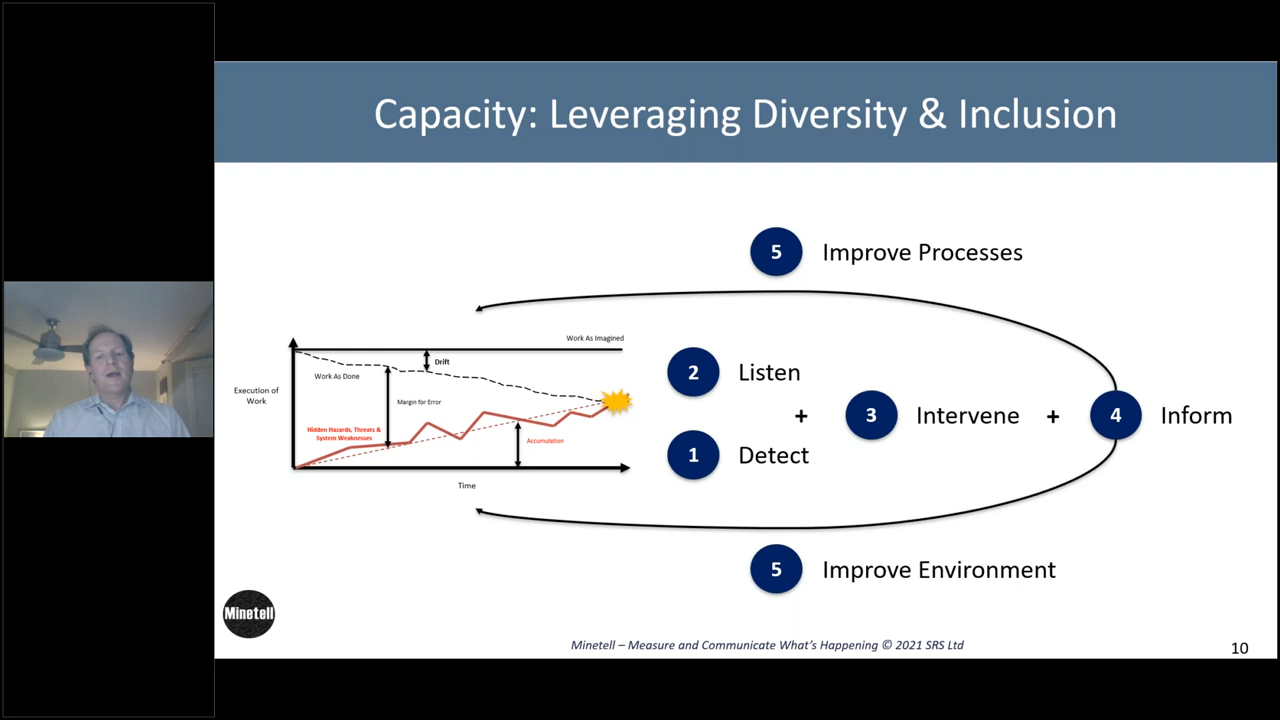 Capacity: Leveraging Diversity & Inclusion
5 Improve Processes
Work As Imagined
Drift
Work As Done
Execution of
Work
Margin for Error
Hidden Hazards, Threats &
System Weaknesses
Accumulation
Time
2 Listen
+ 3 Intervene + 4 Inform
1 Detect
5 Improve Environment
Minetell
Minetell – Measure and Communicate What's Happening © 2021 SRS Ltd
10